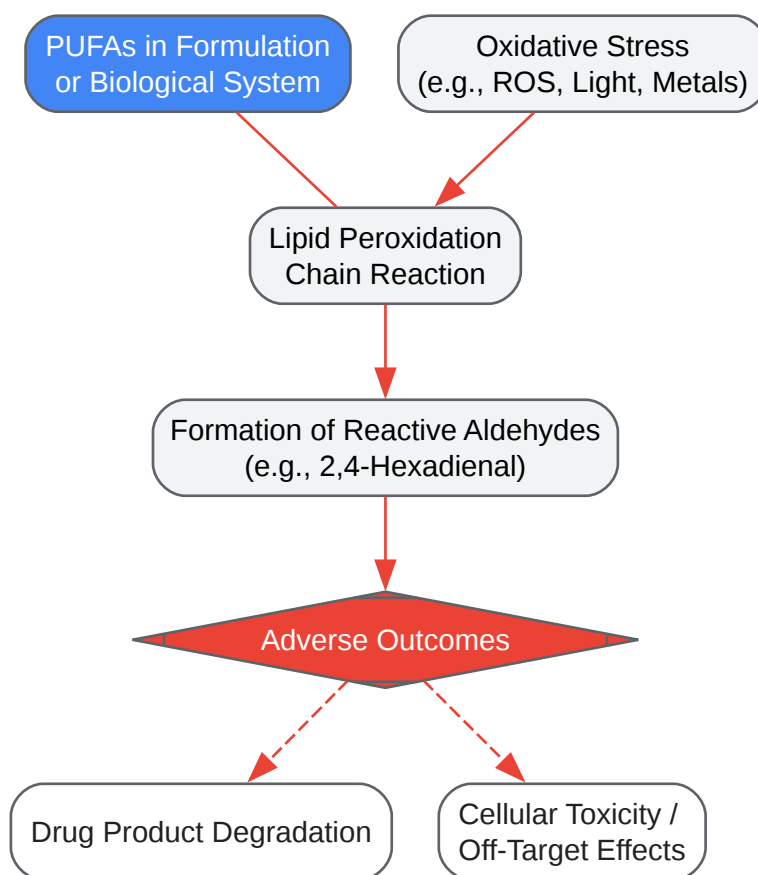 PUFAs in Formulation
or Biological System
Oxidative Stress
(e.g., ROS, Light, Metals)
Lipid Peroxidation
Chain Reaction
Formation of Reactive Aldehydes
(e.g., 2,4-Hexadienal)
Adverse Outcomes
Drug Product Degradation
Cellular Toxicity /
Off-Target Effects